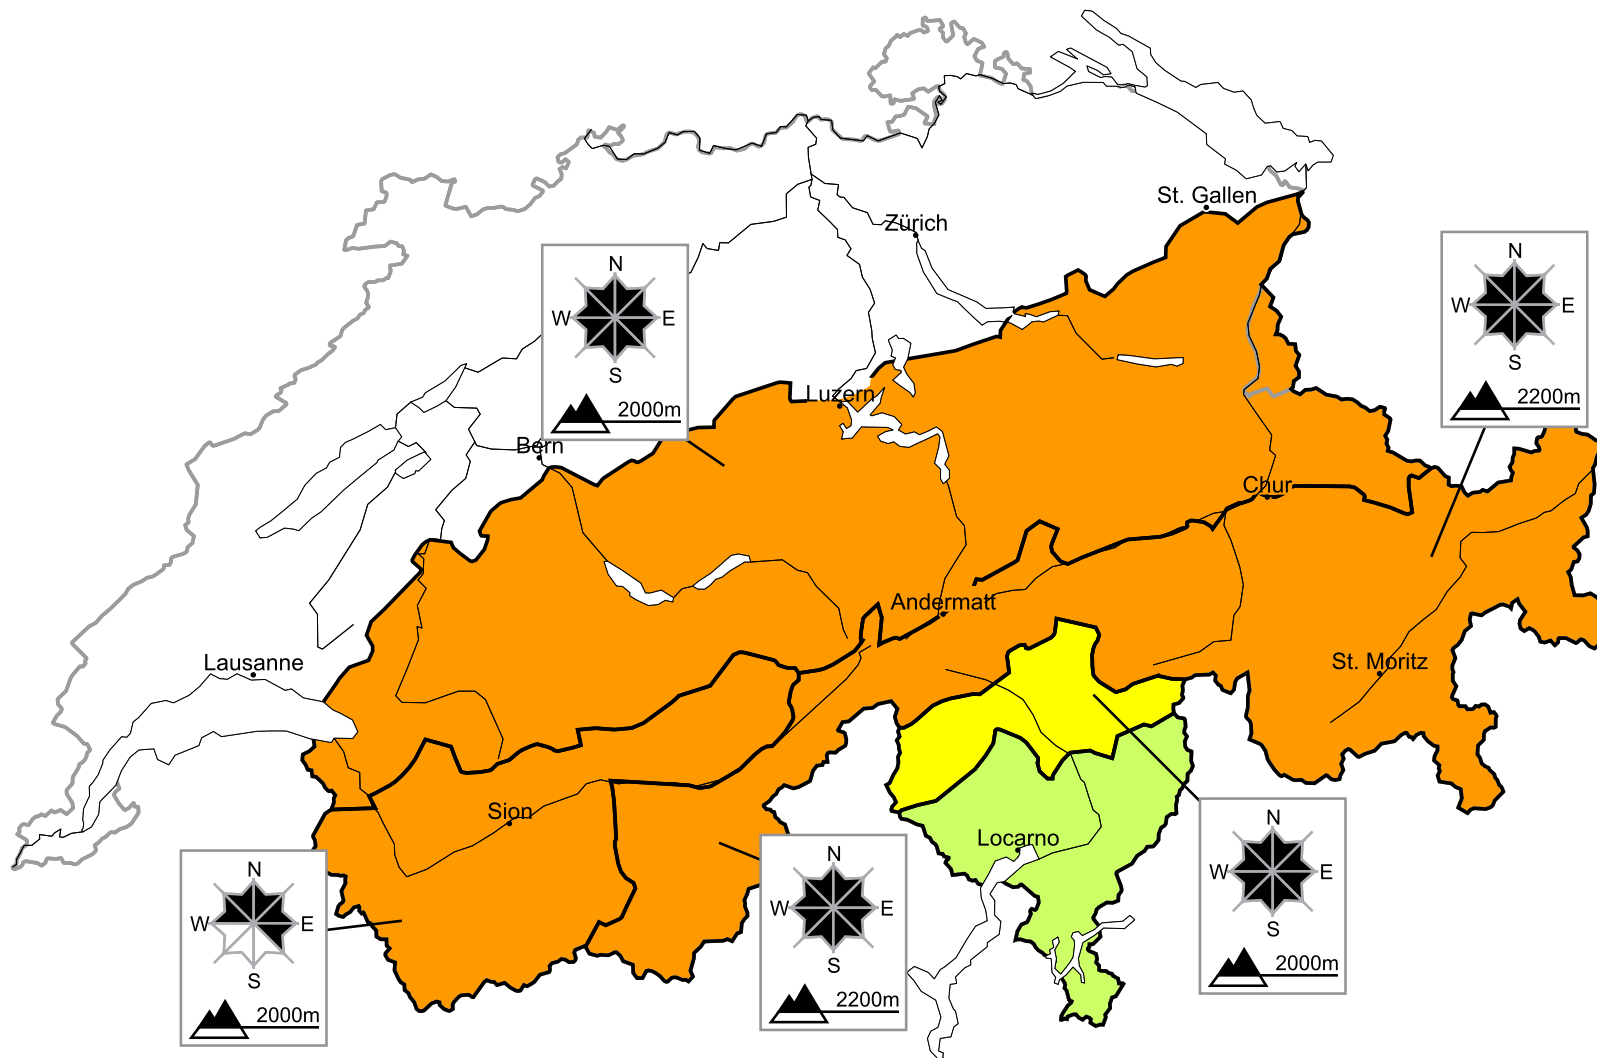 St. Gallen
Zürich
N
W E
S
2000m
N
W E
S
2200m
Luzern
Bern
Chur
Andermatt
Lausanne
St. Moritz
Sion
Locarno
N
W E
S
2000m
N
W E
S
2200m
N
W E
S
2000m